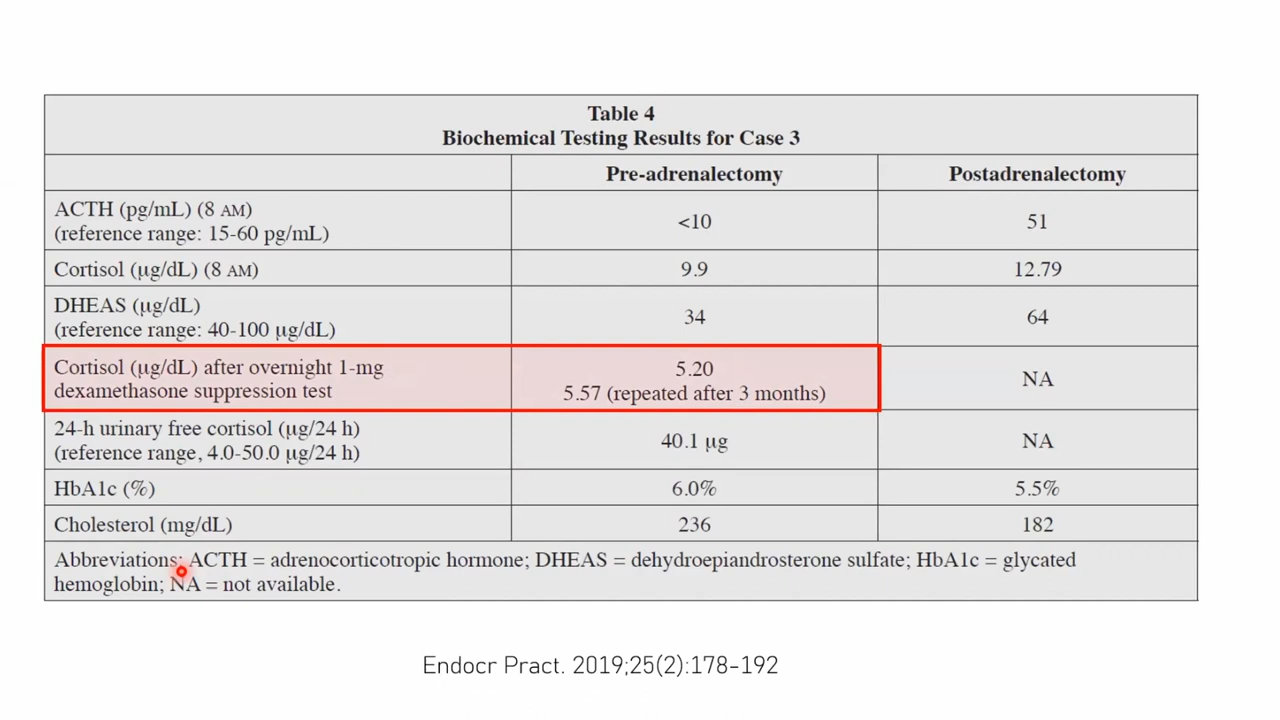 Table 4
Biochemical Testing Results for Case 3
Pre-adrenalectomy
Postadrenalectomy
ACTH (pg/mL) (8 AM)
(reference range: 15-60 pg/mL)
<10
51
Cortisol (μg/dL) (8 AM)
9.9
12.79
DHEAS (μg/dL)
(reference range: 40-100 μg/dL)
34
64
Cortisol (μg/dL) after overnight 1-mg
dexamethasone suppression test
5.20
5.57 (repeated after 3 months)
NA
24-h urinary free cortisol (μg/24 h)
(reference range, 4.0-50.0 μg/24 h)
40.1 μg
NA
HbA1c (%)
6.0%
5.5%
Cholesterol (mg/dL)
236
182
Abbreviations: ACTH = adrenocorticotropic hormone; DHEAS = dehydroepiandrosterone sulfate; HbA1c = glycated
hemoglobin; NA = not available.
Endocr Pract. 2019;25(2):178-192